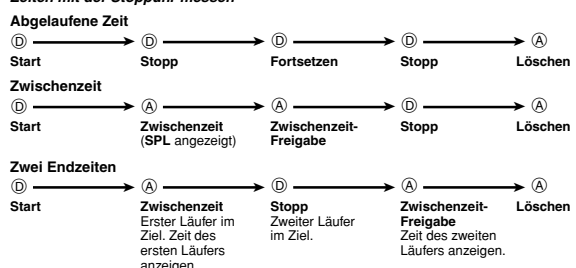 Zeiten mit der Stoppuhr messen
Abgelaufene Zeit
Ⓓ Ⓓ Ⓓ Ⓓ Ⓐ
Start Stopp Fortsetzen Stopp Löschen
Zwischenzeit
Ⓓ Ⓐ Ⓐ Ⓓ Ⓐ
Start Zwischenzeit Zwischenzeit- Stopp Löschen
(SPL angezeigt) Freigabe
Zwei Endzeiten
Ⓓ Ⓐ Ⓓ Ⓐ Ⓐ
Start Zwischenzeit Stopp Zwischenzeit- Löschen
Erster Läufer im Zweiter Läufer Freigabe
Ziel. Zeit des im Ziel. Zeit des zweiten
ersten Läufers Läufers anzeigen.
anzeigen